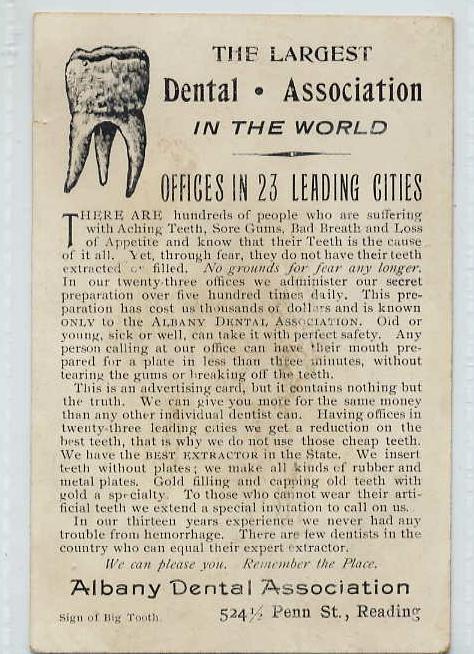 THE LARGEST
Dental • Association
IN THE WORLD
OFFICES IN 23 LEADING CITIES
THERE ARE hundreds of people who are suffering
with Aching Teeth, Sore Gums, Bad Breath and Loss
of Appetite and know that their Teeth is the cause
of it all. Yet, through fear, they do not have their teeth
extracted or filled. No grounds for fear any longer.
In our twenty-three offices we administer our secret
preparation over five hundred times daily. This pre-
paration has cost us thousands of dollars and is known
ONLY to the ALBANY DENTAL ASSOCIATION. Old or
young, sick or well, can take it with perfect safety. Any
person calling at our office can have their mouth pre-
pared for a plate in less than three minutes, without
tearing the gums or breaking off the teeth.
This is an advertising card, but it contains nothing but
the truth. We can give you more for the same money
than any other individual dentist can. Having offices in
twenty-three leading cities we get a reduction on the
best teeth, that is why we do not use those cheap teeth.
We have the BEST EXTRACTOR in the State. We insert
teeth without plates; we make all kinds of rubber and
metal plates. Gold filling and capping old teeth with
gold a specialty. To those who cannot wear their arti-
ficial teeth we extend a special invitation to call on us.
In our thirteen years experience we never had any
trouble from hemorrhage. There are few dentists in the
country who can equal their expert extractor.
We can please you. Remember the Place.
Albany Dental Association
Sign of Big Tooth. 524½ Penn St., Reading